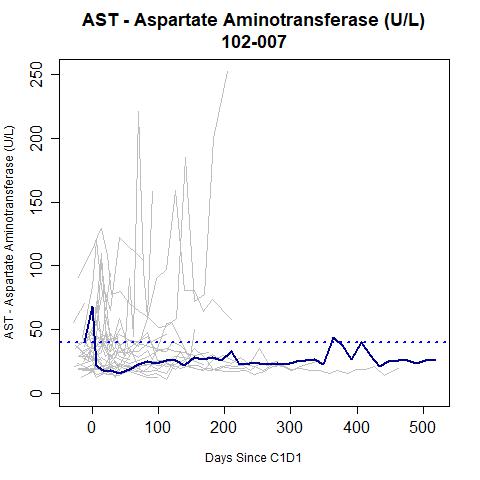 AST - Aspartate Aminotransferase (U/L)
102-007
AST - Aspartate Aminotransferase (U/L)
250
200
150
100
50
0
0 100 200 300 400 500
Days Since C1D1